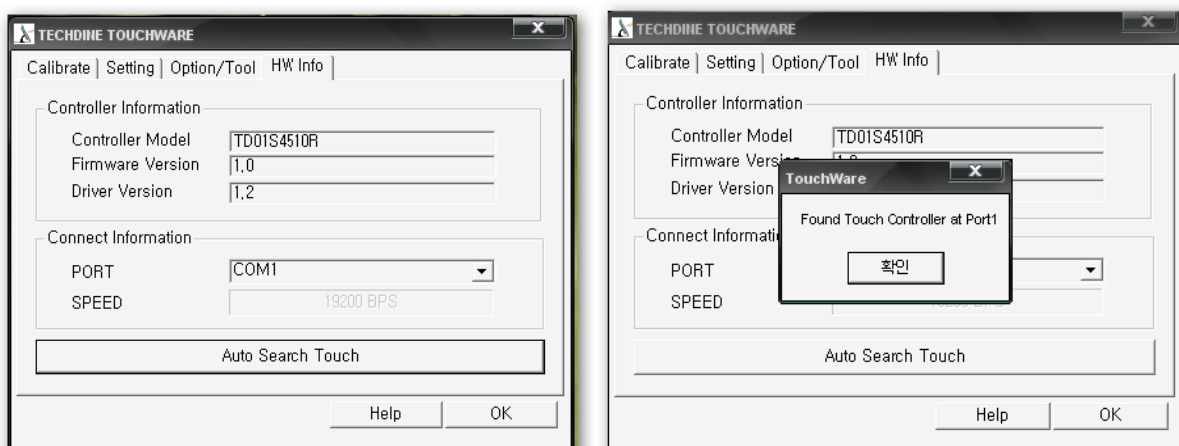 TECHDINE TOUCHWARE
Calibrate Setting Option/Tool HW Info
Controller Information
Controller Model TD01S4510R
Firmware Version 1,0
Driver Version 1,2
Connect Information
PORT COM1
SPEED 19200 BPS
Auto Search Touch
Help OK
TECHDINE TOUCHWARE
Calibrate Setting Option/Tool HW Info
Controller Information
Controller Model TD01S4510R
Firmware
Driver Version
TouchWare
Found Touch Controller at Port1
확인
Connect
PORT
SPEED
Auto Search Touch
Help OK